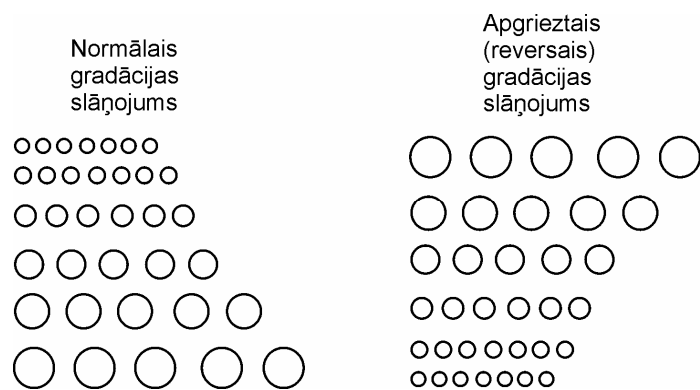 Normālais
gradācijas
slāņojums
Apgrieztais
(reversais)
gradācijas
slāņojums